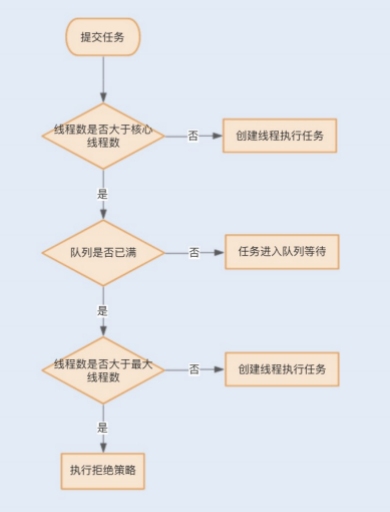 提交任务
线程数是否大于核心
线程数
否
创建线程执行任务
是
队列是否已满
否
任务进入队列等待
是
线程数是否大于最大
线程数
否
创建线程执行任务
是
执行拒绝策略